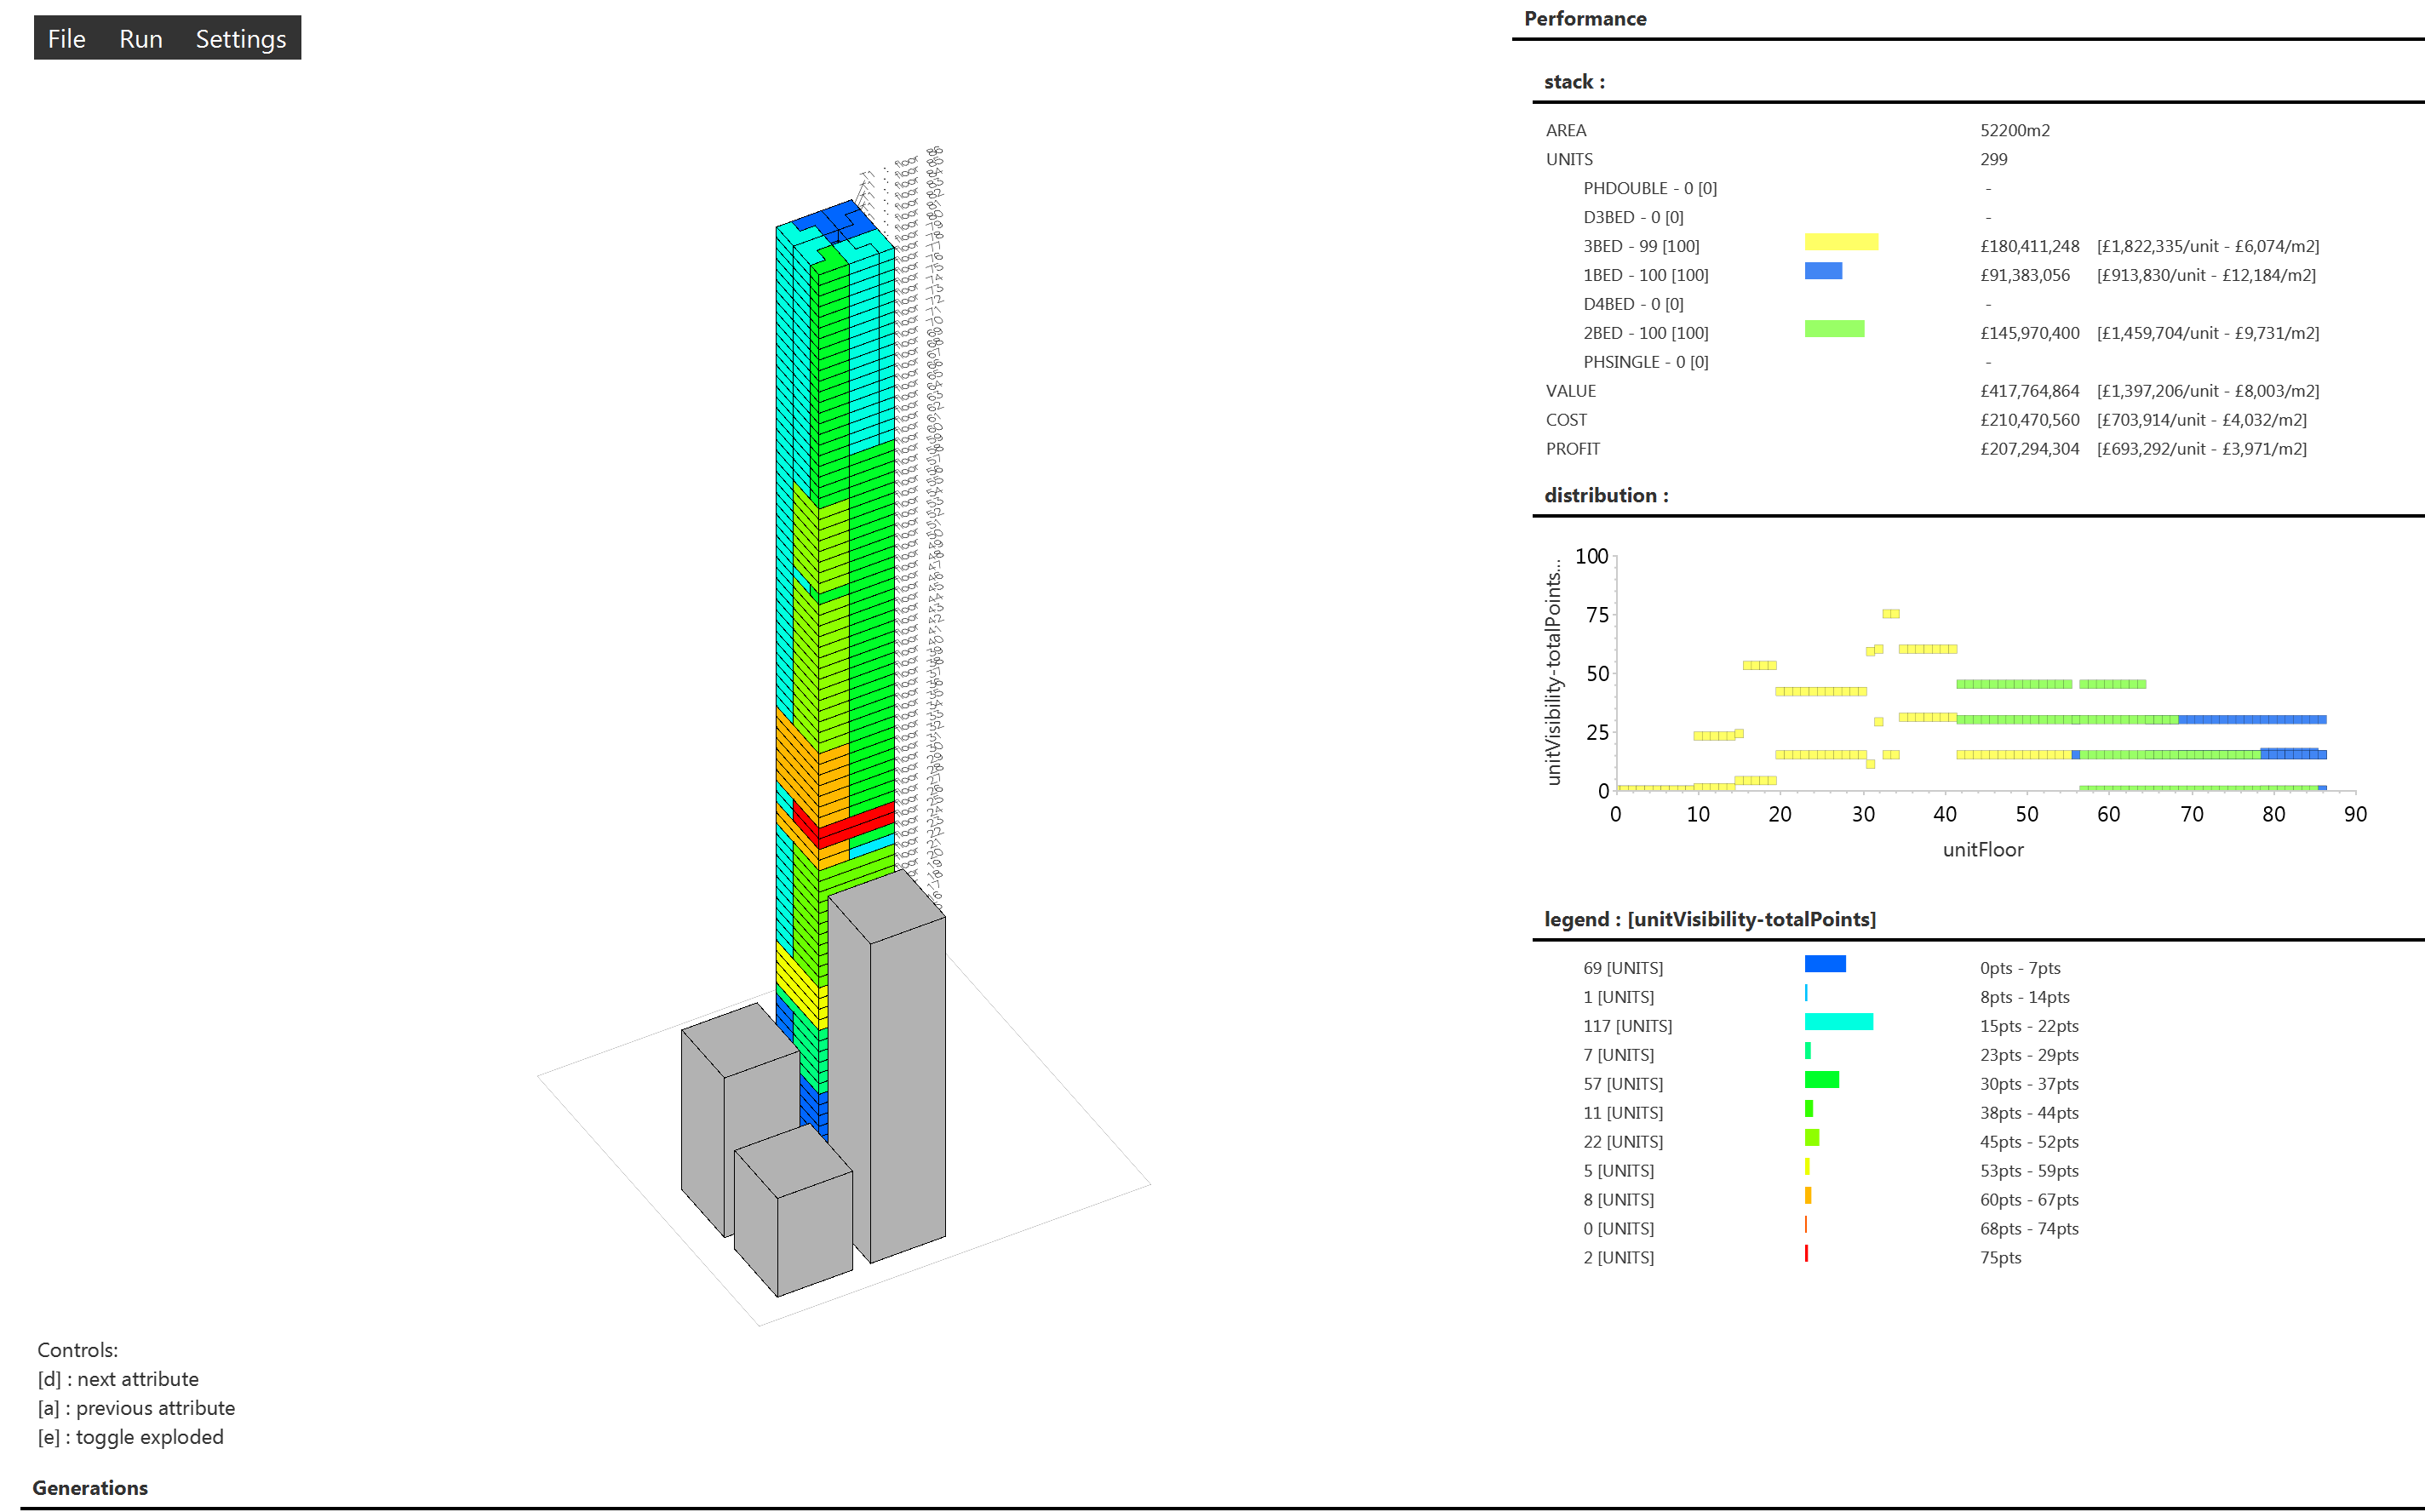 File Run Settings
Performance
stack :
AREA 52200m2
UNITS 299
PHDOUBLE - 0 [0] -
D3BED - 0 [0] -
3BED - 99 [100] £180,411,248 [£1,822,335/unit - £6,074/m2]
1BED - 100 [100] £91,383,056 [£913,830/unit - £12,184/m2]
D4BED - 0 [0] -
2BED - 100 [100] £145,970,400 [£1,459,704/unit - £9,731/m2]
PHSINGLE - 0 [0] -
VALUE £417,764,864 [£1,397,206/unit - £8,003/m2]
COST £210,470,560 [£703,914/unit - £4,032/m2]
PROFIT £207,294,304 [£693,292/unit - £3,971/m2]
distribution :
unitVisibility-totalPoints...
100
75
50
25
0
0 10 20 30 40 50 60 70 80 90
unitFloor
legend : [unitVisibility-totalPoints]
69 [UNITS] 0pts - 7pts
1 [UNITS] 8pts - 14pts
117 [UNITS] 15pts - 22pts
7 [UNITS] 23pts - 29pts
57 [UNITS] 30pts - 37pts
11 [UNITS] 38pts - 44pts
22 [UNITS] 45pts - 52pts
5 [UNITS] 53pts - 59pts
8 [UNITS] 60pts - 67pts
0 [UNITS] 68pts - 74pts
2 [UNITS] 75pts
Controls:
[d] : next attribute
[a] : previous attribute
[e] : toggle exploded
Generations